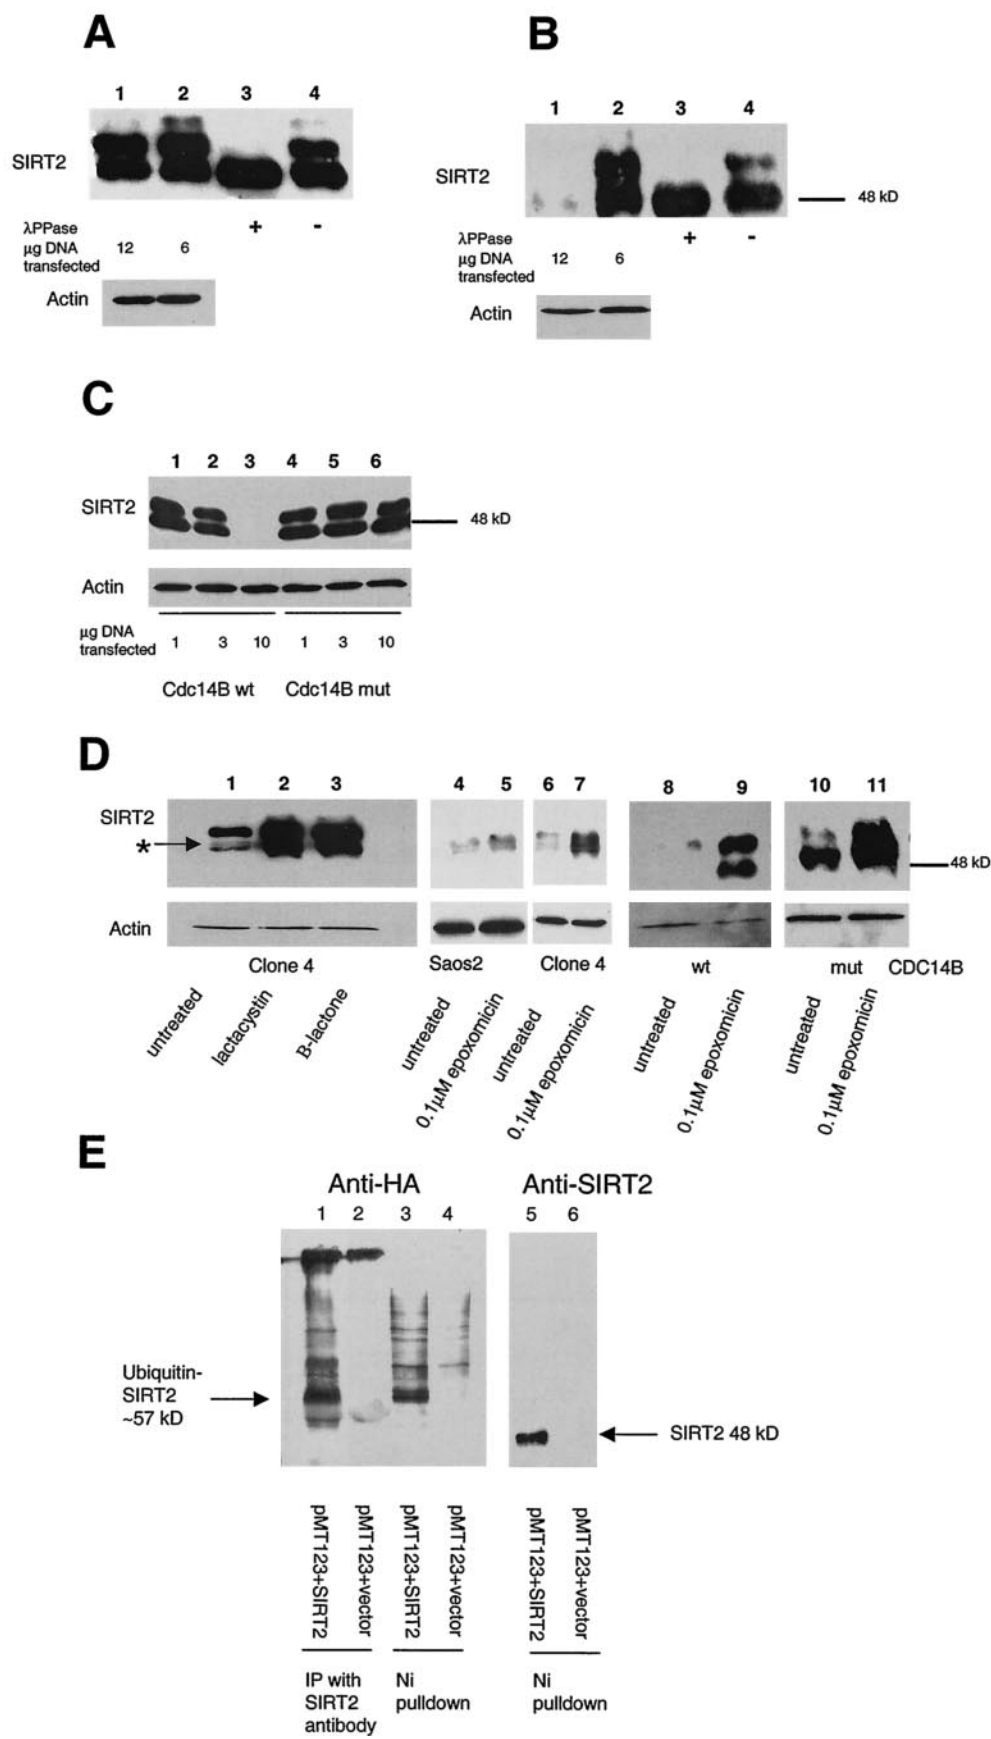 A
1 2 3 4
SIRT2
λPPase + -
μg DNA
transfected 12 6
Actin
B
1 2 3 4
SIRT2
48 kD
λPPase + -
μg DNA
transfected 12 6
Actin
C
1 2 3 4 5 6
SIRT2
48 kD
Actin
μg DNA
transfected 1 3 10 1 3 10
Cdc14B wt Cdc14B mut
D
1 2 3 4 5 6 7 8 9 10 11
SIRT2
*
48 kD
Actin
Clone 4 Saos2 Clone 4 wt mut CDC14B
untreated
lactacystin
B-lactone
untreated
0.1μM epoxomicin
untreated
0.1μM epoxomicin
untreated
0.1μM epoxomicin
untreated
0.1μM epoxomicin
E
Anti-HA Anti-SIRT2
1 2 3 4 5 6
Ubiquitin-
SIRT2
~57 kD
SIRT2 48 kD
pMT123+SIRT2
pMT123+vector
pMT123+SIRT2
pMT123+vector
pMT123+SIRT2
pMT123+vector
IP with
SIRT2
antibody
Ni
pulldown
Ni
pulldown